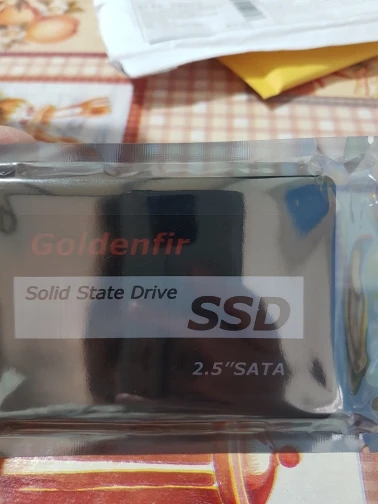 Goldenfir
Solid State Drive
SSD
2.5"SATA